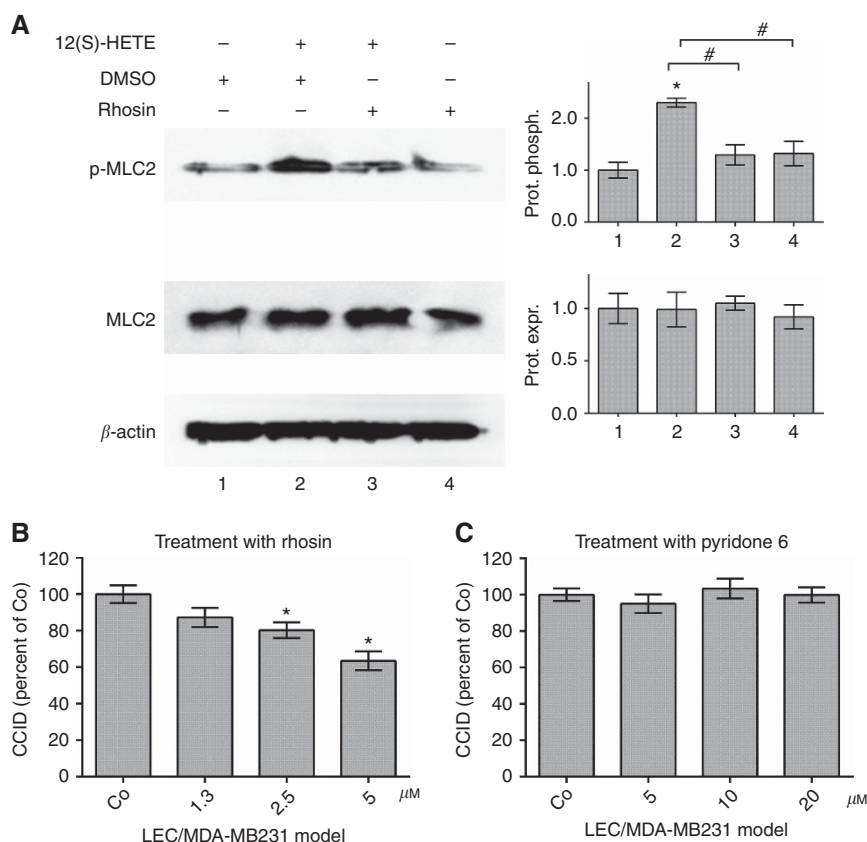 A
12(S)-HETE – + + –
DMSO + + – –
Rhosin – – + +
p-MLC2
MLC2
β-actin
1 2 3 4
#
#
*
Prot. phosph.
2.0
1.0
0.0
1 2 3 4
Prot. expr.
1.0
0.5
0.0
1 2 3 4
B
Treatment with rhosin
CCID (percent of Co)
120
100
80
60
40
20
0
*
*
Co 1.3 2.5 5 μM
LEC/MDA-MB231 model
C
Treatment with pyridone 6
CCID (percent of Co)
120
100
80
60
40
20
0
Co 5 10 20 μM
LEC/MDA-MB231 model